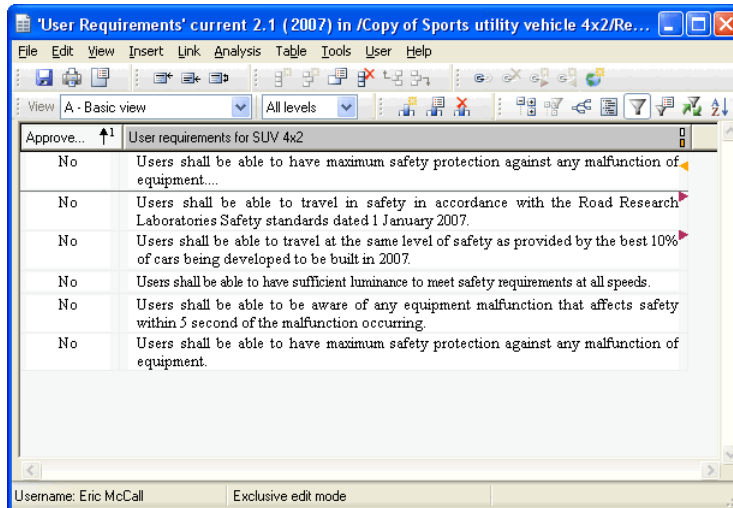 'User Requirements' current 2.1 (2007) in /Copy of Sports utility vehicle 4x2/Re...
File Edit View Insert Link Analysis Table Tools User Help
View A - Basic view All levels
Approve... 1 User requirements for SUV 4x2
No Users shall be able to have maximum safety protection against any malfunction of
equipment....
No Users shall be able to travel in safety in accordance with the Road Research
Laboratories Safety standards dated 1 January 2007.
No Users shall be able to travel at the same level of safety as provided by the best 10%
of cars being developed to be built in 2007.
No Users shall be able to have sufficient luminance to meet safety requirements at all speeds.
No Users shall be able to be aware of any equipment malfunction that affects safety
within 5 second of the malfunction occurring.
No Users shall be able to have maximum safety protection against any malfunction of
equipment.
Username: Eric McCall Exclusive edit mode